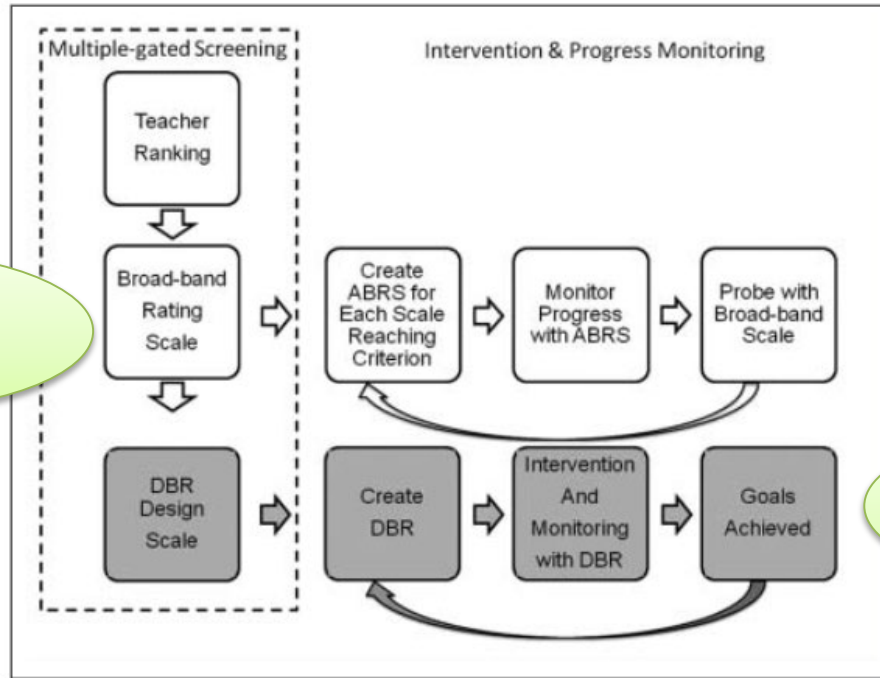 Multiple-gated Screening
Intervention & Progress Monitoring
Teacher
Ranking
Broad-band
Rating
Scale
Create
ABRS for
Each Scale
Reaching
Criterion
Monitor
Progress
with ABRS
Probe with
Broad-band
Scale
DBR
Design
Scale
Create
DBR
Intervention
And
Monitoring
with DBR
Goals
Achieved